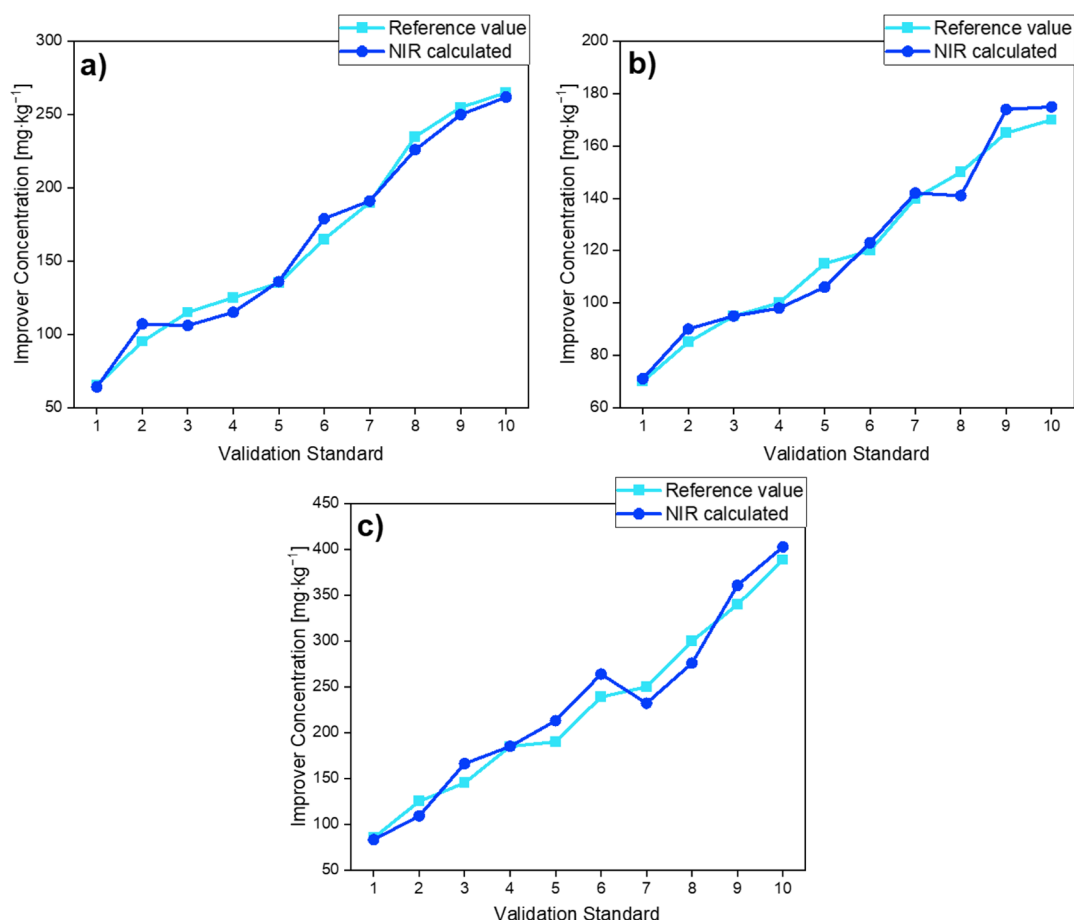 Reference value
NIR calculated
a)
Improver Concentration [mg·kg⁻¹]
300
250
200
150
100
50
1 2 3 4 5 6 7 8 9 10
Validation Standard
Reference value
NIR calculated
b)
Improver Concentration [mg·kg⁻¹]
200
180
160
140
120
100
80
60
1 2 3 4 5 6 7 8 9 10
Validation Standard
Reference value
NIR calculated
c)
Improver Concentration [mg·kg⁻¹]
450
400
350
300
250
200
150
100
50
1 2 3 4 5 6 7 8 9 10
Validation Standard